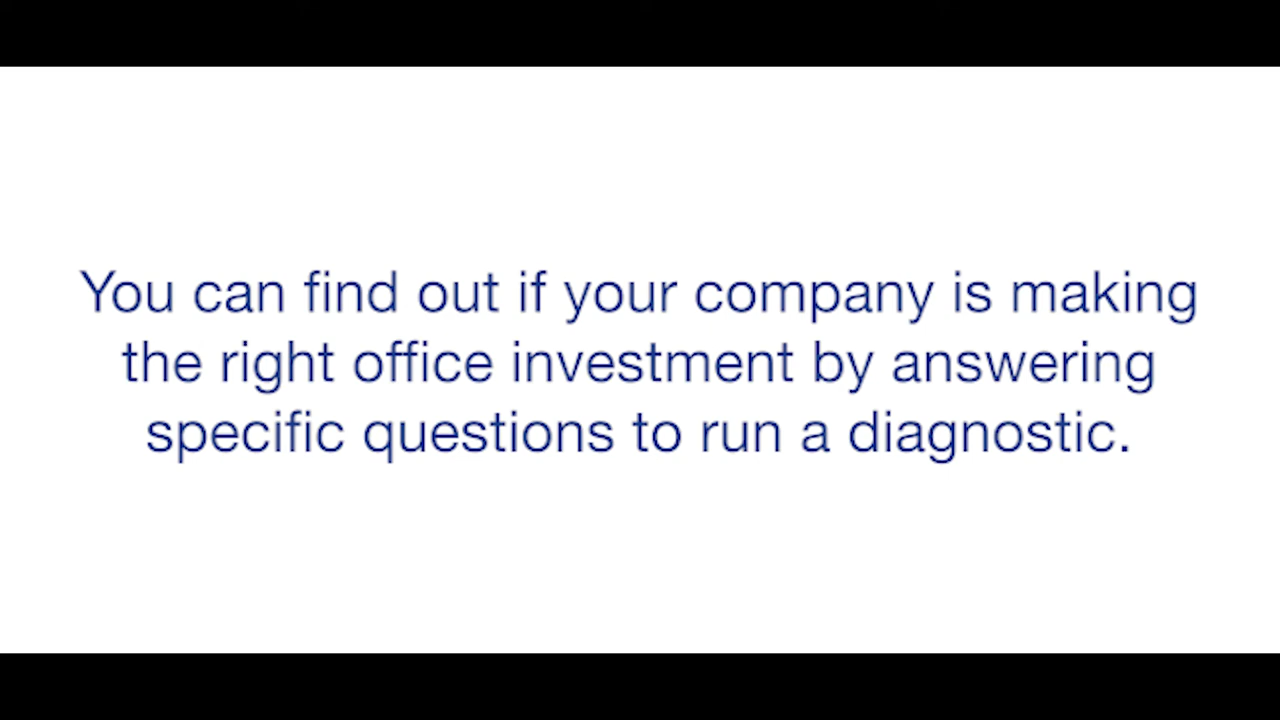 You can find out if your company is making
the right office investment by answering
specific questions to run a diagnostic.